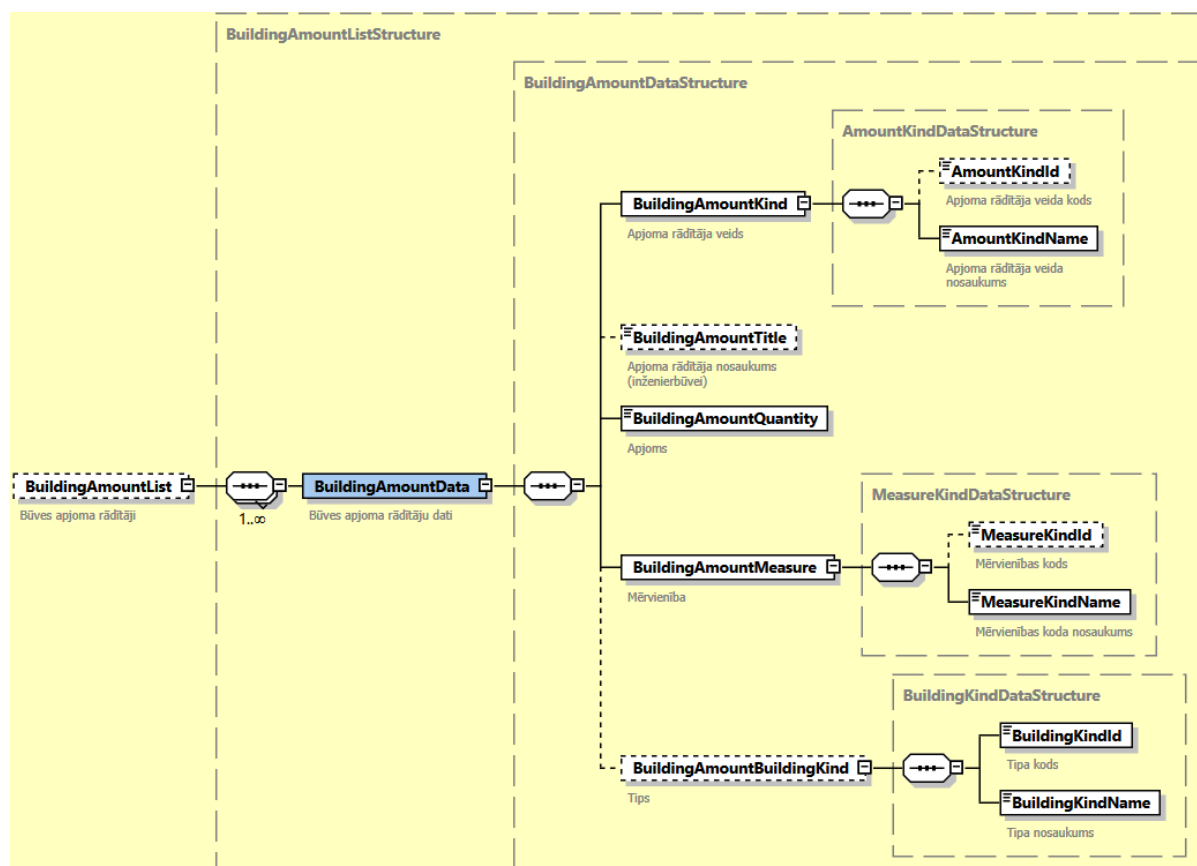 BuildingAmountListStructure
BuildingAmountDataStructure
AmountKindDataStructure
AmountKindId
Apjoma rādītāja veida kods
BuildingAmountKind
Apjoma rādītāja veids
AmountKindName
Apjoma rādītāja veida
nosaukums
BuildingAmountTitle
Apjoma rādītāja nosaukums
(inženierbūvei)
BuildingAmountQuantity
Apjoms
BuildingAmountList
Būves apjoma rādītāji
1..∞
BuildingAmountData
Būves apjoma rādītāju dati
MeasureKindDataStructure
MeasureKindId
Mērvienības kods
BuildingAmountMeasure
Mērvienība
MeasureKindName
Mērvienības koda nosaukums
BuildingKindDataStructure
BuildingKindId
Tipa kods
BuildingAmountBuildingKind
Tips
BuildingKindName
Tipa nosaukums